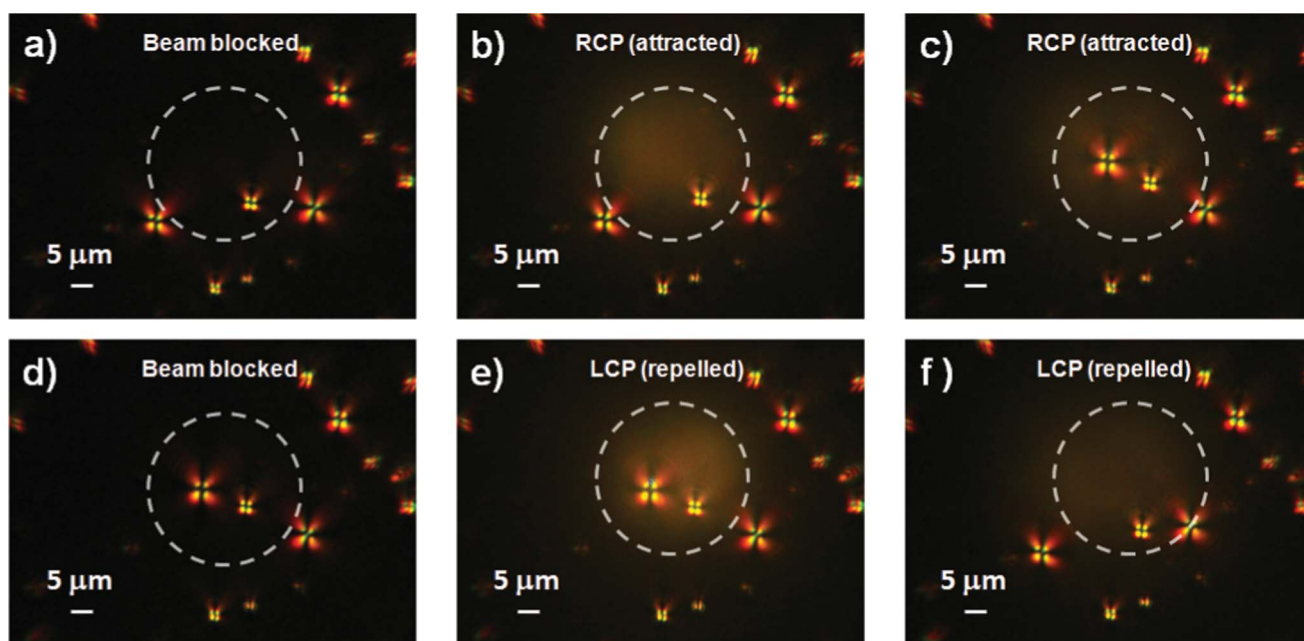 a)
Beam blocked
5 μm
b)
RCP (attracted)
5 μm
c)
RCP (attracted)
5 μm
d)
Beam blocked
5 μm
e)
LCP (repelled)
5 μm
f )
LCP (repelled)
5 μm